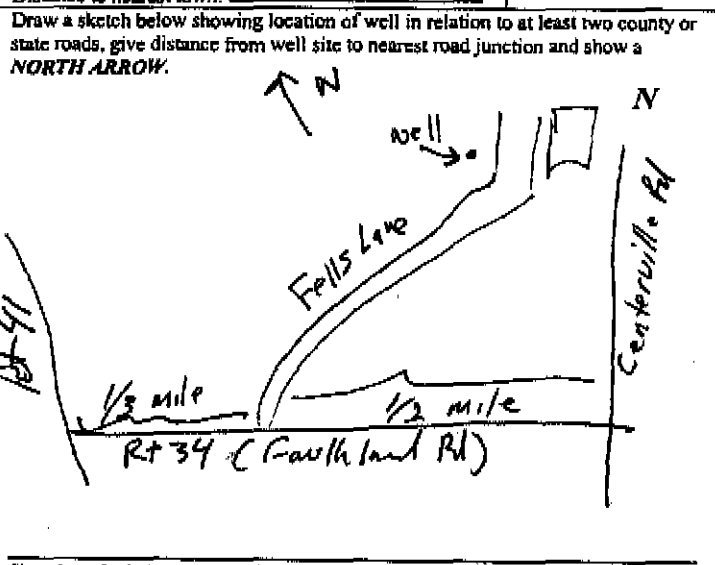 Draw a sketch below showing location of well in relation to at least two county or
state roads, give distance from well site to nearest road junction and show a
NORTH ARROW.
N
N
well
Fells Lane
Centerville Rd
Rt 41
1/3 mile
1/2 mile
Rt 34 (Faulkland Rd)